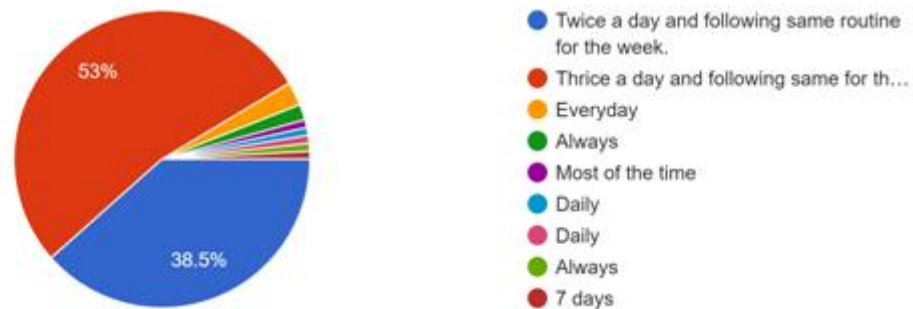 53%
38.5%
Twice a day and following same routine
for the week.
Thrice a day and following same for th...
Everyday
Always
Most of the time
Daily
Daily
Always
7 days